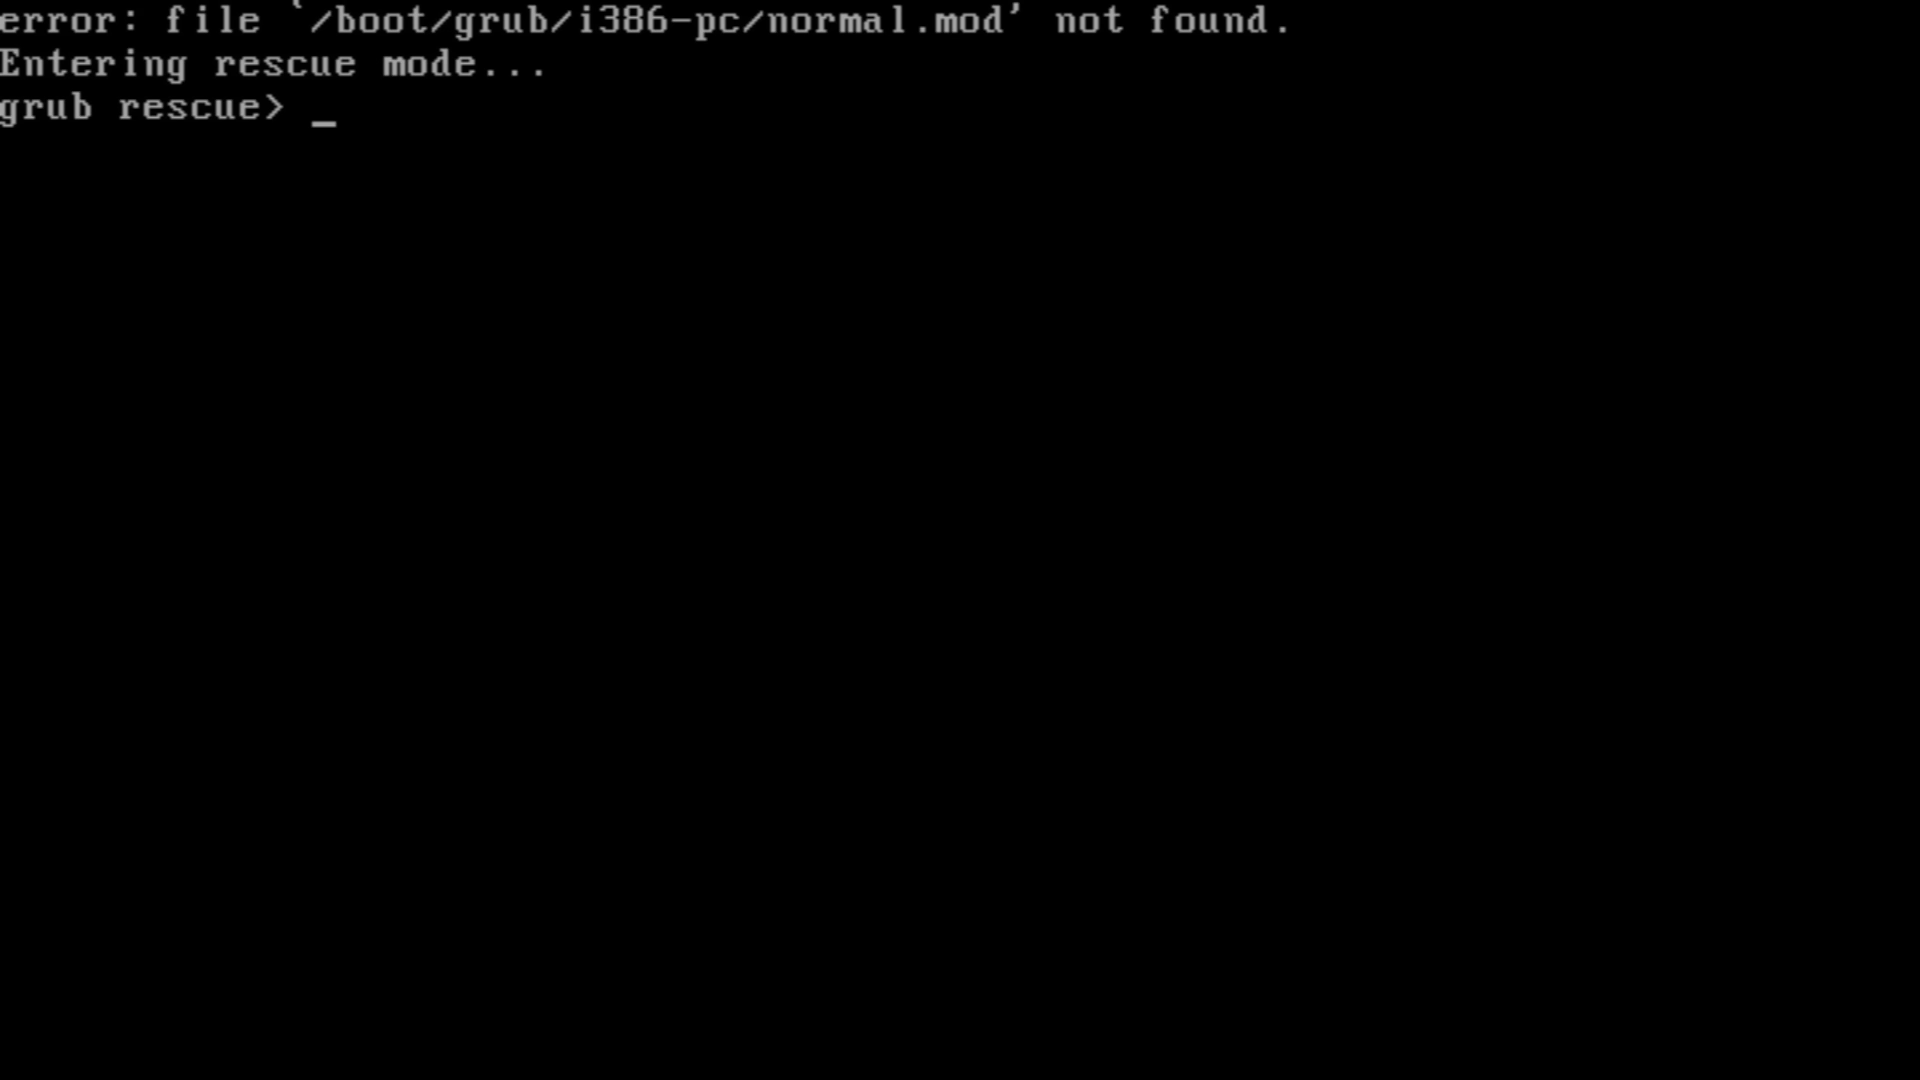 error: file `/boot/grub/i386-pc/normal.mod' not found.
Entering rescue mode...
grub rescue> _